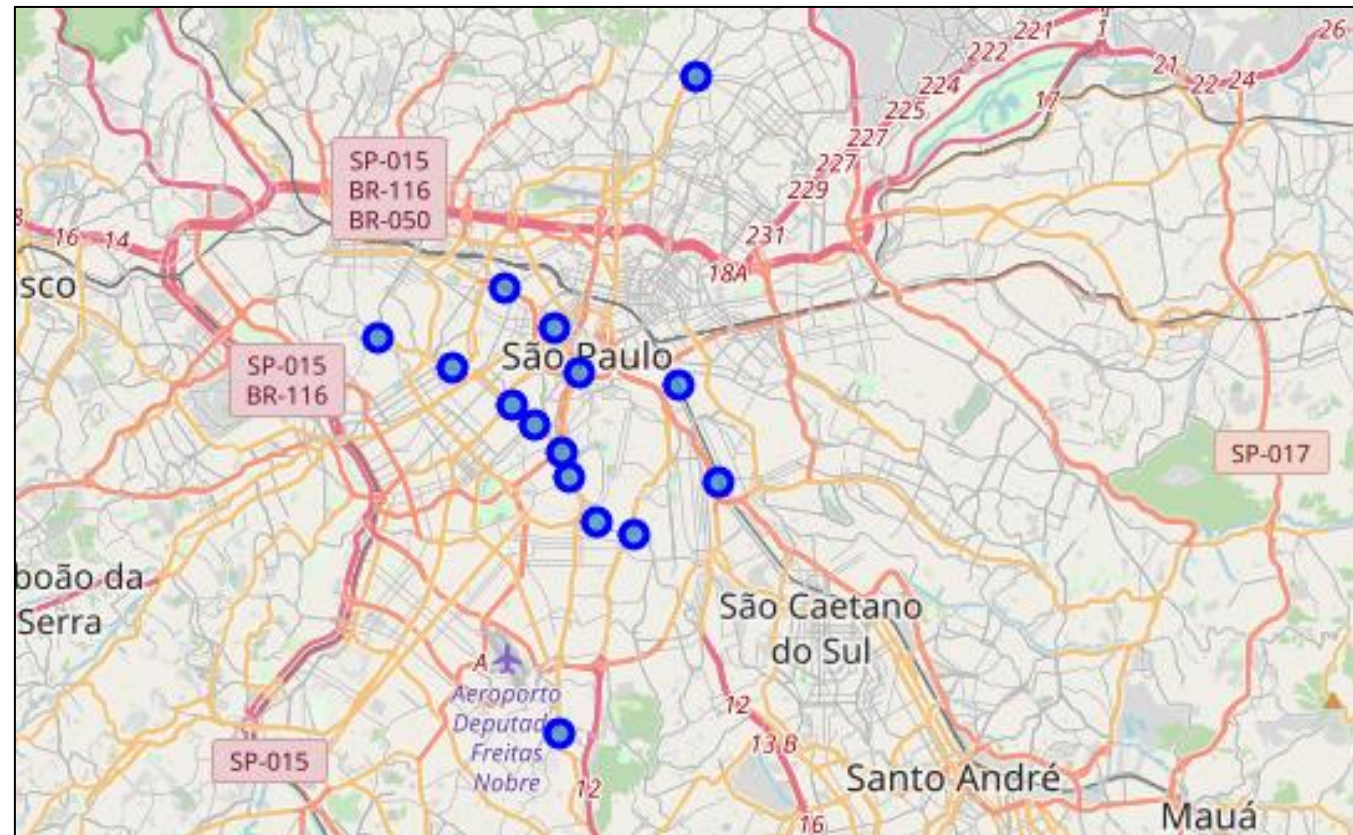 1
221
26
222
21
22
24
224
17
225
227
SP-015
BR-116
BR-050
227
229
16
14
231
18A
sco
São Paulo
SP-015
BR-116
SP-017
boão da
Serra
São Caetano
do Sul
A
Aeroporto
Deputad
Freitas
Nobre
12
13 B
SP-015
12
Santo André
16
Mauá